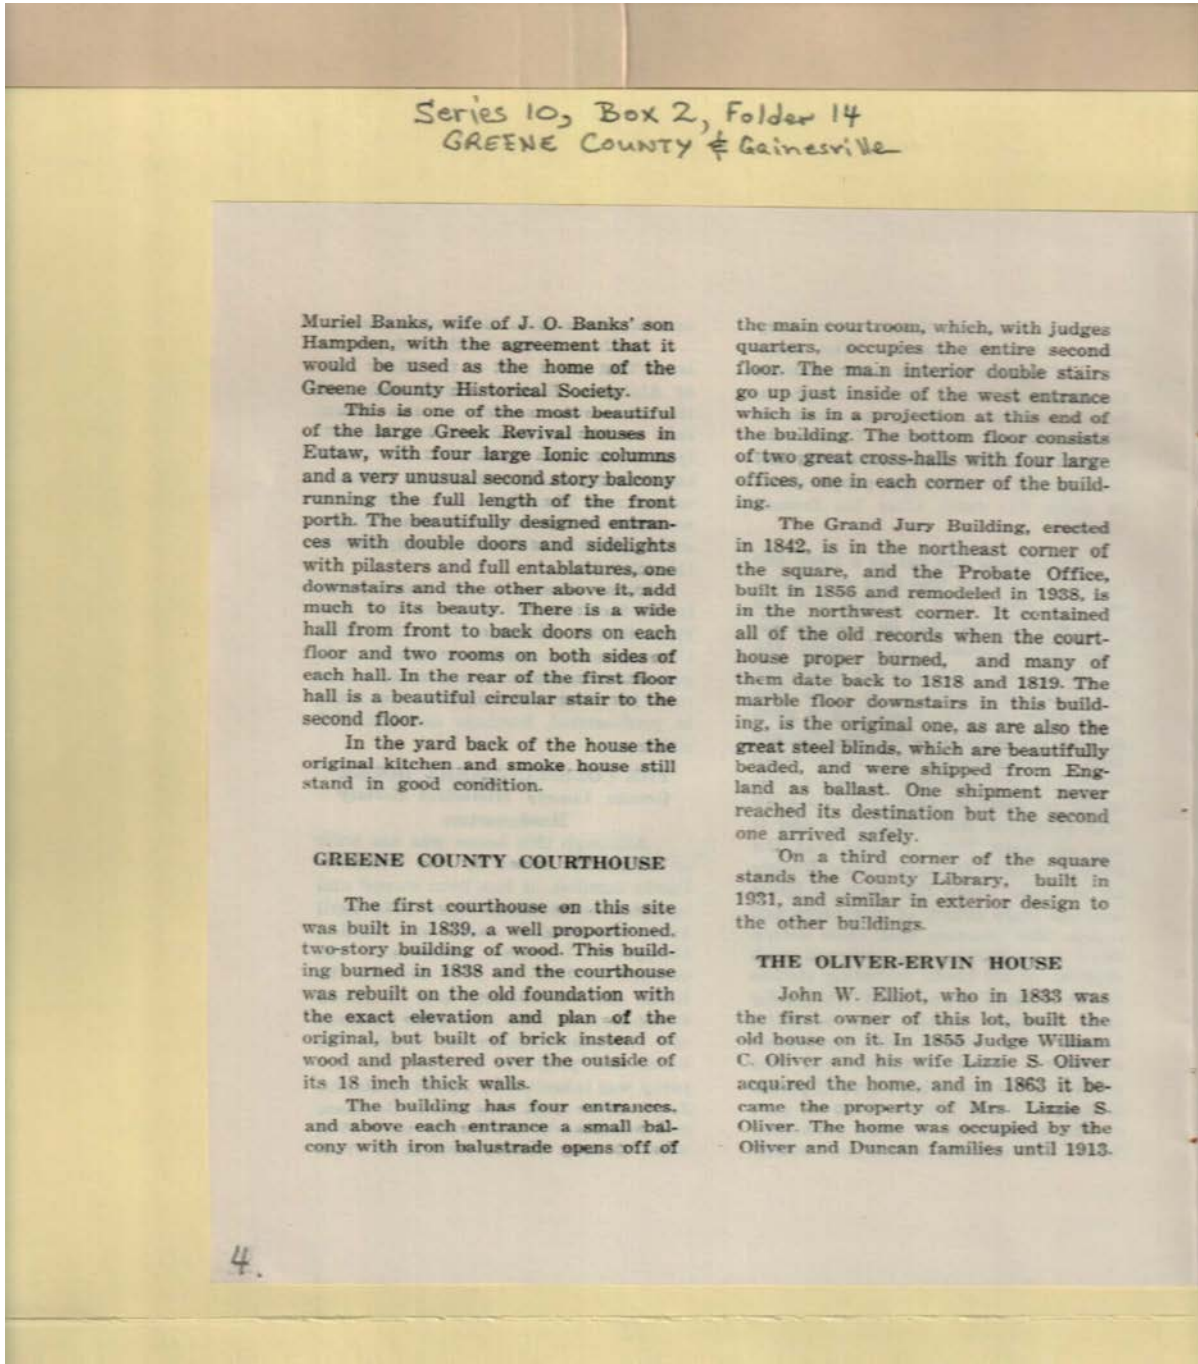 Series 10, Box 2, Folder 14
GREENE COUNTY & Gainesville
Muriel Banks, wife of J. O. Banks' son
Hampden, with the agreement that it
would be used as the home of the
Greene County Historical Society.
This is one of the most beautiful
of the large Greek Revival houses in
Eutaw, with four large Ionic columns
and a very unusual second story balcony
running the full length of the front
porth. The beautifully designed entran-
ces with double doors and sidelights
with pilasters and full entablatures, one
downstairs and the other above it, add
much to its beauty. There is a wide
hall from front to back doors on each
floor and two rooms on both sides of
each hall. In the rear of the first floor
hall is a beautiful circular stair to the
second floor.
In the yard back of the house the
original kitchen and smoke house still
stand in good condition.
GREENE COUNTY COURTHOUSE
The first courthouse on this site
was built in 1839, a well proportioned,
two-story building of wood. This build-
ing burned in 1838 and the courthouse
was rebuilt on the old foundation with
the exact elevation and plan of the
original, but built of brick instead of
wood and plastered over the outside of
its 18 inch thick walls.
The building has four entrances,
and above each entrance a small bal-
cony with iron balustrade opens off of
the main courtroom, which, with judges
quarters, occupies the entire second
floor. The main interior double stairs
go up just inside of the west entrance
which is in a projection at this end of
the building. The bottom floor consists
of two great cross-halls with four large
offices, one in each corner of the build-
ing.
The Grand Jury Building, erected
in 1842, is in the northeast corner of
the square, and the Probate Office,
built in 1856 and remodeled in 1938, is
in the northwest corner. It contained
all of the old records when the court-
house proper burned, and many of
them date back to 1818 and 1819. The
marble floor downstairs in this build-
ing, is the original one, as are also the
great steel blinds, which are beautifully
beaded, and were shipped from Eng-
land as ballast. One shipment never
reached its destination but the second
one arrived safely.
On a third corner of the square
stands the County Library, built in
1931, and similar in exterior design to
the other buildings.
THE OLIVER-ERVIN HOUSE
John W. Elliot, who in 1833 was
the first owner of this lot, built the
old house on it. In 1855 Judge William
C. Oliver and his wife Lizzie S. Oliver
acquired the home, and in 1863 it be-
came the property of Mrs. Lizzie S.
Oliver. The home was occupied by the
Oliver and Duncan families until 1913.
4.